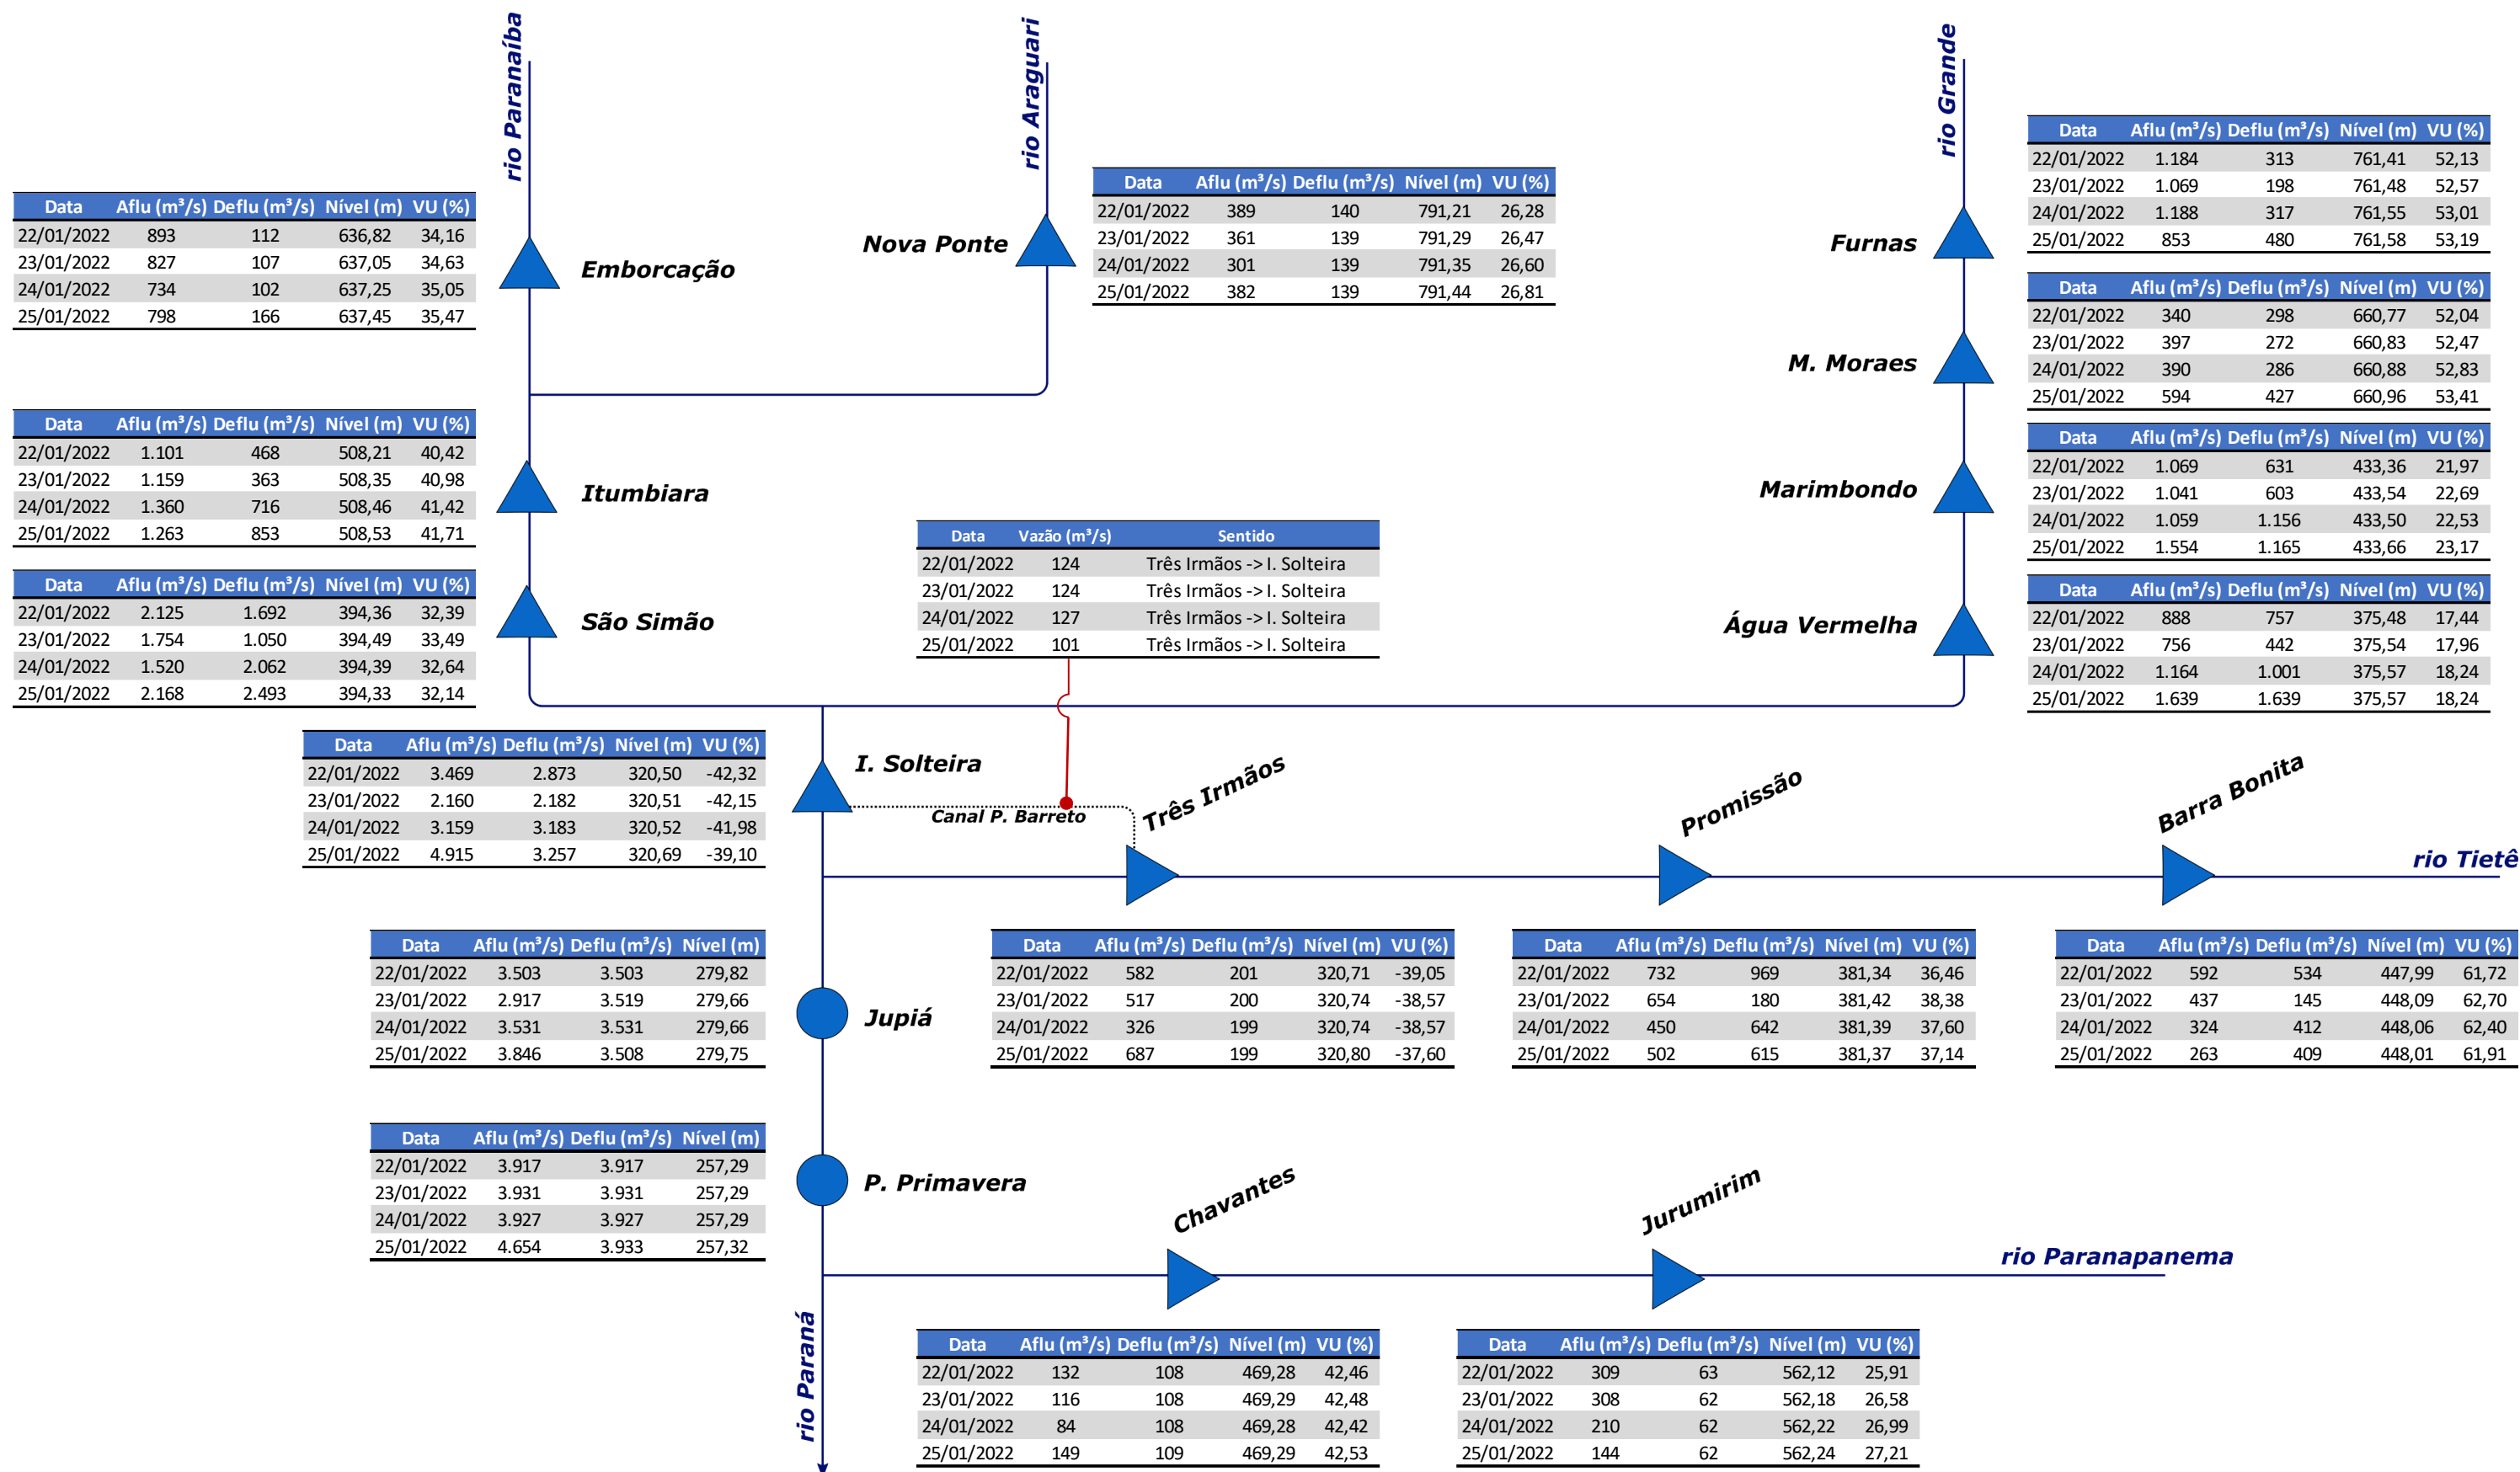 rio Paranaíba
rio Araguari
rio Grande
Data Aflu (m³/s) Deflu (m³/s) Nível (m) VU (%)
22/01/2022 1.184 313 761,41 52,13
23/01/2022 1.069 198 761,48 52,57
24/01/2022 1.188 317 761,55 53,01
25/01/2022 853 480 761,58 53,19
Furnas
Data Aflu (m³/s) Deflu (m³/s) Nível (m) VU (%)
22/01/2022 389 140 791,21 26,28
23/01/2022 361 139 791,29 26,47
24/01/2022 301 139 791,35 26,60
25/01/2022 382 139 791,44 26,81
Nova Ponte
Data Aflu (m³/s) Deflu (m³/s) Nível (m) VU (%)
22/01/2022 893 112 636,82 34,16
23/01/2022 827 107 637,05 34,63
24/01/2022 734 102 637,25 35,05
25/01/2022 798 166 637,45 35,47
Emborcação
Data Aflu (m³/s) Deflu (m³/s) Nível (m) VU (%)
22/01/2022 340 298 660,77 52,04
23/01/2022 397 272 660,83 52,47
24/01/2022 390 286 660,88 52,83
25/01/2022 594 427 660,96 53,41
M. Moraes
Data Aflu (m³/s) Deflu (m³/s) Nível (m) VU (%)
22/01/2022 1.101 468 508,21 40,42
23/01/2022 1.159 363 508,35 40,98
24/01/2022 1.360 716 508,46 41,42
25/01/2022 1.263 853 508,53 41,71
Itumbiara
Data Aflu (m³/s) Deflu (m³/s) Nível (m) VU (%)
22/01/2022 1.069 631 433,36 21,97
23/01/2022 1.041 603 433,54 22,69
24/01/2022 1.059 1.156 433,50 22,53
25/01/2022 1.554 1.165 433,66 23,17
Marimbondo
Data Vazão (m³/s) Sentido
22/01/2022 124 Três Irmãos -> I. Solteira
23/01/2022 124 Três Irmãos -> I. Solteira
24/01/2022 127 Três Irmãos -> I. Solteira
25/01/2022 101 Três Irmãos -> I. Solteira
Data Aflu (m³/s) Deflu (m³/s) Nível (m) VU (%)
22/01/2022 2.125 1.692 394,36 32,39
23/01/2022 1.754 1.050 394,49 33,49
24/01/2022 1.520 2.062 394,39 32,64
25/01/2022 2.168 2.493 394,33 32,14
São Simão
Data Aflu (m³/s) Deflu (m³/s) Nível (m) VU (%)
22/01/2022 888 757 375,48 17,44
23/01/2022 756 442 375,54 17,96
24/01/2022 1.164 1.001 375,57 18,24
25/01/2022 1.639 1.639 375,57 18,24
Água Vermelha
Data Aflu (m³/s) Deflu (m³/s) Nível (m) VU (%)
22/01/2022 3.469 2.873 320,50 -42,32
23/01/2022 2.160 2.182 320,51 -42,15
24/01/2022 3.159 3.183 320,52 -41,98
25/01/2022 4.915 3.257 320,69 -39,10
I. Solteira
Canal P. Barreto
Três Irmãos
Promissão
Barra Bonita
rio Tietê
Data Aflu (m³/s) Deflu (m³/s) Nível (m)
22/01/2022 3.503 3.503 279,82
23/01/2022 2.917 3.519 279,66
24/01/2022 3.531 3.531 279,66
25/01/2022 3.846 3.508 279,75
Jupiá
Data Aflu (m³/s) Deflu (m³/s) Nível (m) VU (%)
22/01/2022 582 201 320,71 -39,05
23/01/2022 517 200 320,74 -38,57
24/01/2022 326 199 320,74 -38,57
25/01/2022 687 199 320,80 -37,60
Data Aflu (m³/s) Deflu (m³/s) Nível (m) VU (%)
22/01/2022 732 969 381,34 36,46
23/01/2022 654 180 381,42 38,38
24/01/2022 450 642 381,39 37,60
25/01/2022 502 615 381,37 37,14
Data Aflu (m³/s) Deflu (m³/s) Nível (m) VU (%)
22/01/2022 592 534 447,99 61,72
23/01/2022 437 145 448,09 62,70
24/01/2022 324 412 448,06 62,40
25/01/2022 263 409 448,01 61,91
Data Aflu (m³/s) Deflu (m³/s) Nível (m)
22/01/2022 3.917 3.917 257,29
23/01/2022 3.931 3.931 257,29
24/01/2022 3.927 3.927 257,29
25/01/2022 4.654 3.933 257,32
P. Primavera
Chavantes
Jurumirim
rio Paranapanema
rio Paraná
Data Aflu (m³/s) Deflu (m³/s) Nível (m) VU (%)
22/01/2022 132 108 469,28 42,46
23/01/2022 116 108 469,29 42,48
24/01/2022 84 108 469,28 42,42
25/01/2022 149 109 469,29 42,53
Data Aflu (m³/s) Deflu (m³/s) Nível (m) VU (%)
22/01/2022 309 63 562,12 25,91
23/01/2022 308 62 562,18 26,58
24/01/2022 210 62 562,22 26,99
25/01/2022 144 62 562,24 27,21